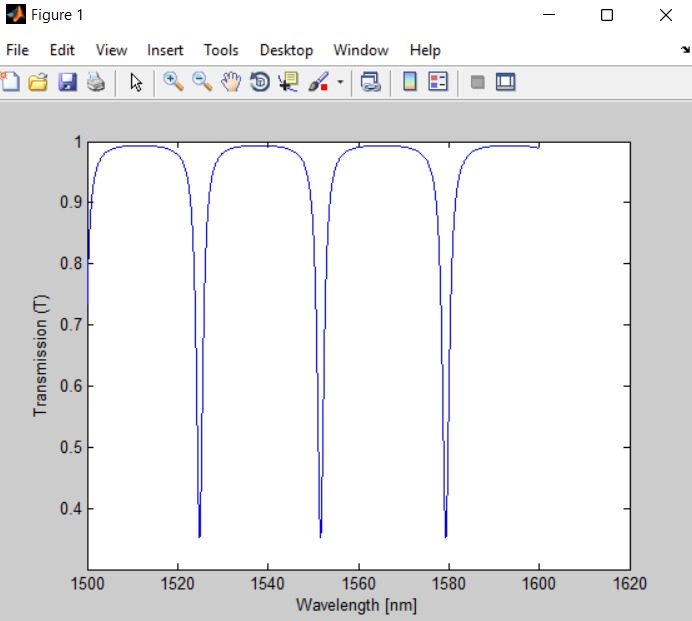 Figure 1
File Edit View Insert Tools Desktop Window Help
1
0.9
0.8
0.7
0.6
0.5
0.4
Transmission (T)
1500 1520 1540 1560 1580 1600 1620
Wavelength [nm]